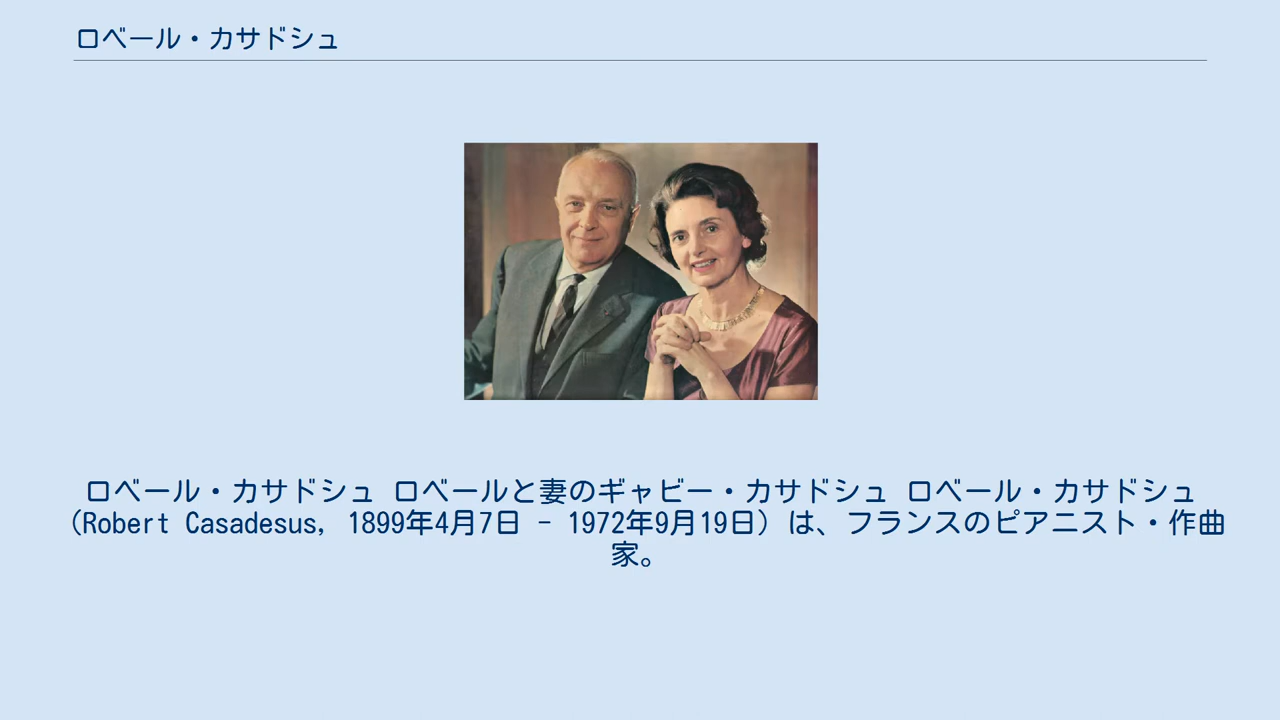 ロベール・カサドシュ
ロベール・カサドシュ ロベールと妻のギャビー・カサドシュ ロベール・カサドシュ
（Robert Casadesus, 1899年4月7日 - 1972年9月19日）は、フランスのピアニスト・作曲
家。